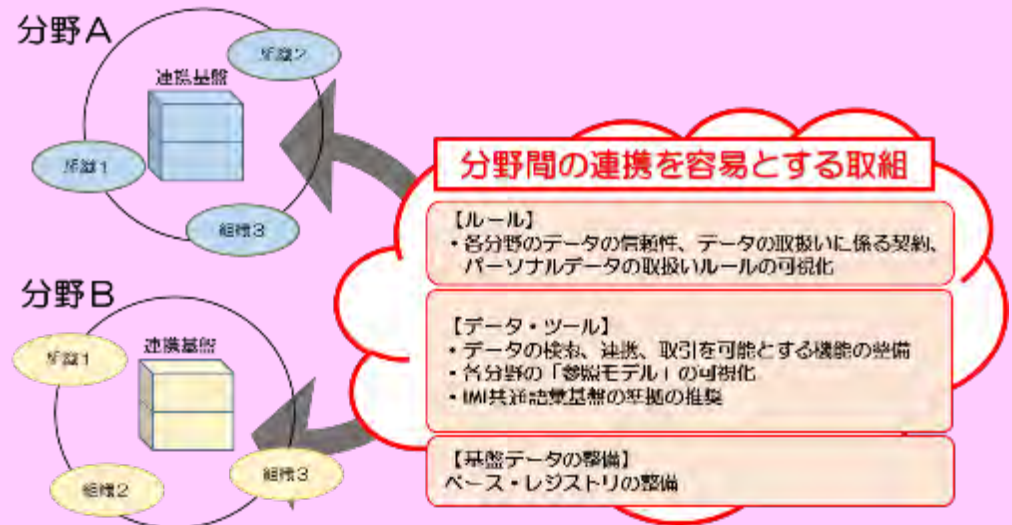 分野A
組織2
連携基盤
組織1
組織3
分野間の連携を容易とする取組
【ルール】
・各分野のデータの信頼性、データの取扱いに係る契約、
パーソナルデータの取扱いルールの可視化
分野B
組織1
連携基盤
組織2
組織3
【データ・ツール】
・データの検索、連携、取引を可能とする機能の整備
・各分野の「参照モデル」の可視化
・IMI共通語彙基盤の準拠の推奨
【基盤データの整備】
ベース・レジストリの整備